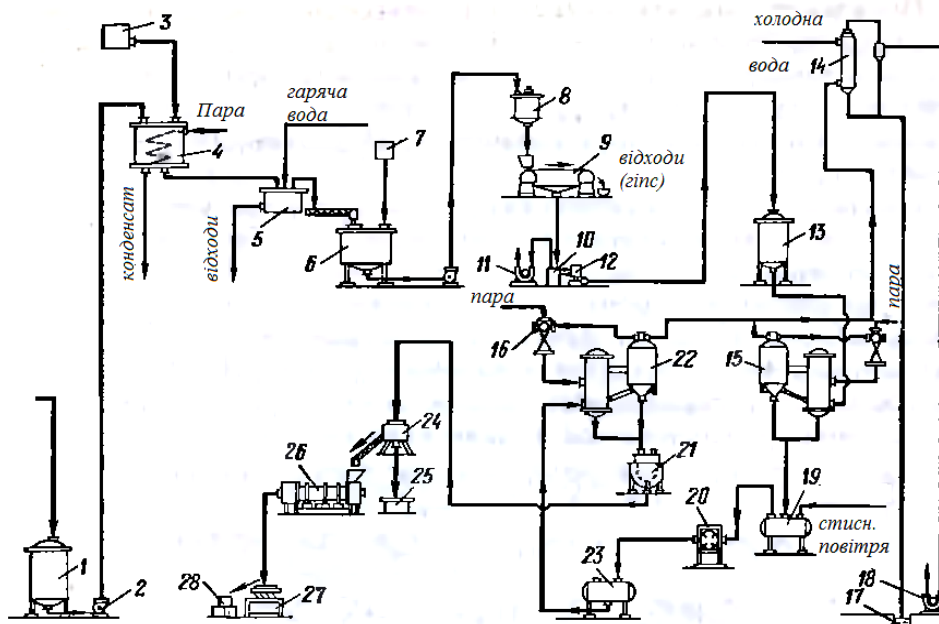 3
холодна
вода
14
Пара
4
гаряча
вода
7
8
9
відходи
(гіпс)
конденсат
відходи
5
6
11
10
12
13
пара
пара
16
22
15
24
26
25
21
20
19
стисн.
повітря
1
2
28
27
23
18
17